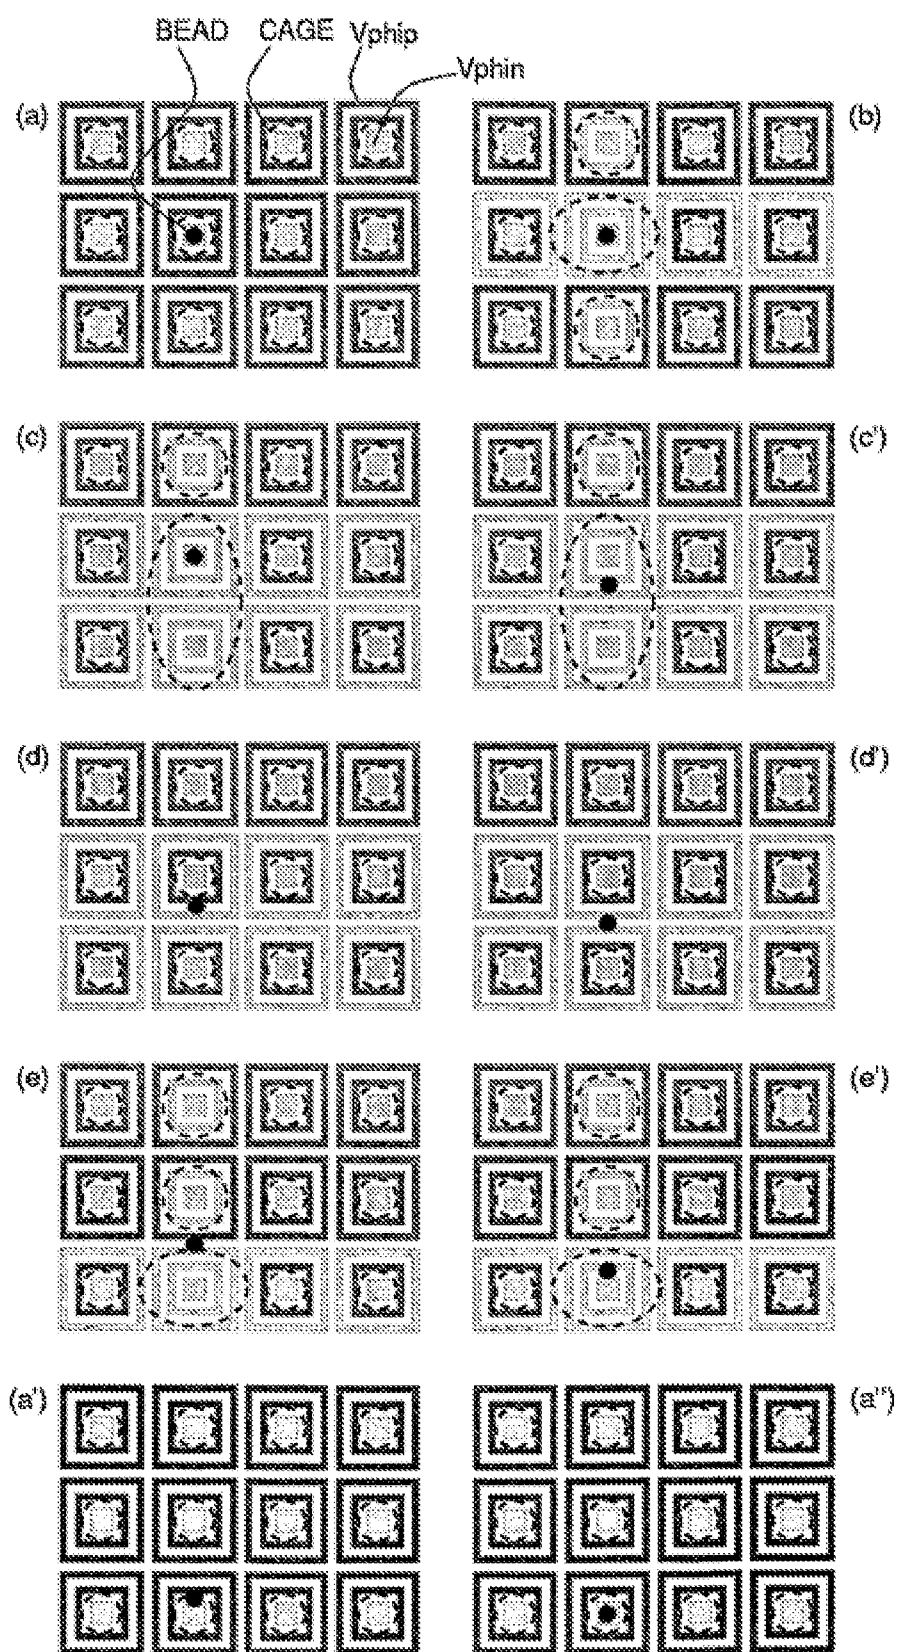 BEAD CAGE Vphip
Vphin
(a) (b)
(c) (c')
(d) (d')
(e) (e')
(a') (a'')